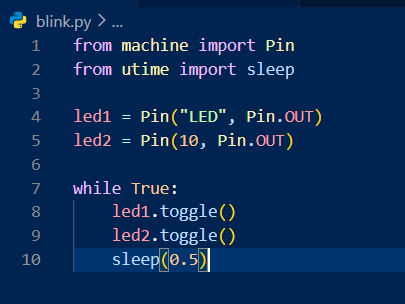 blink.py > ...
1 from machine import Pin
2 from utime import sleep
3
4 led1 = Pin("LED", Pin.OUT)
5 led2 = Pin(10, Pin.OUT)
6
7 while True:
8     led1.toggle()
9     led2.toggle()
10     sleep(0.5)